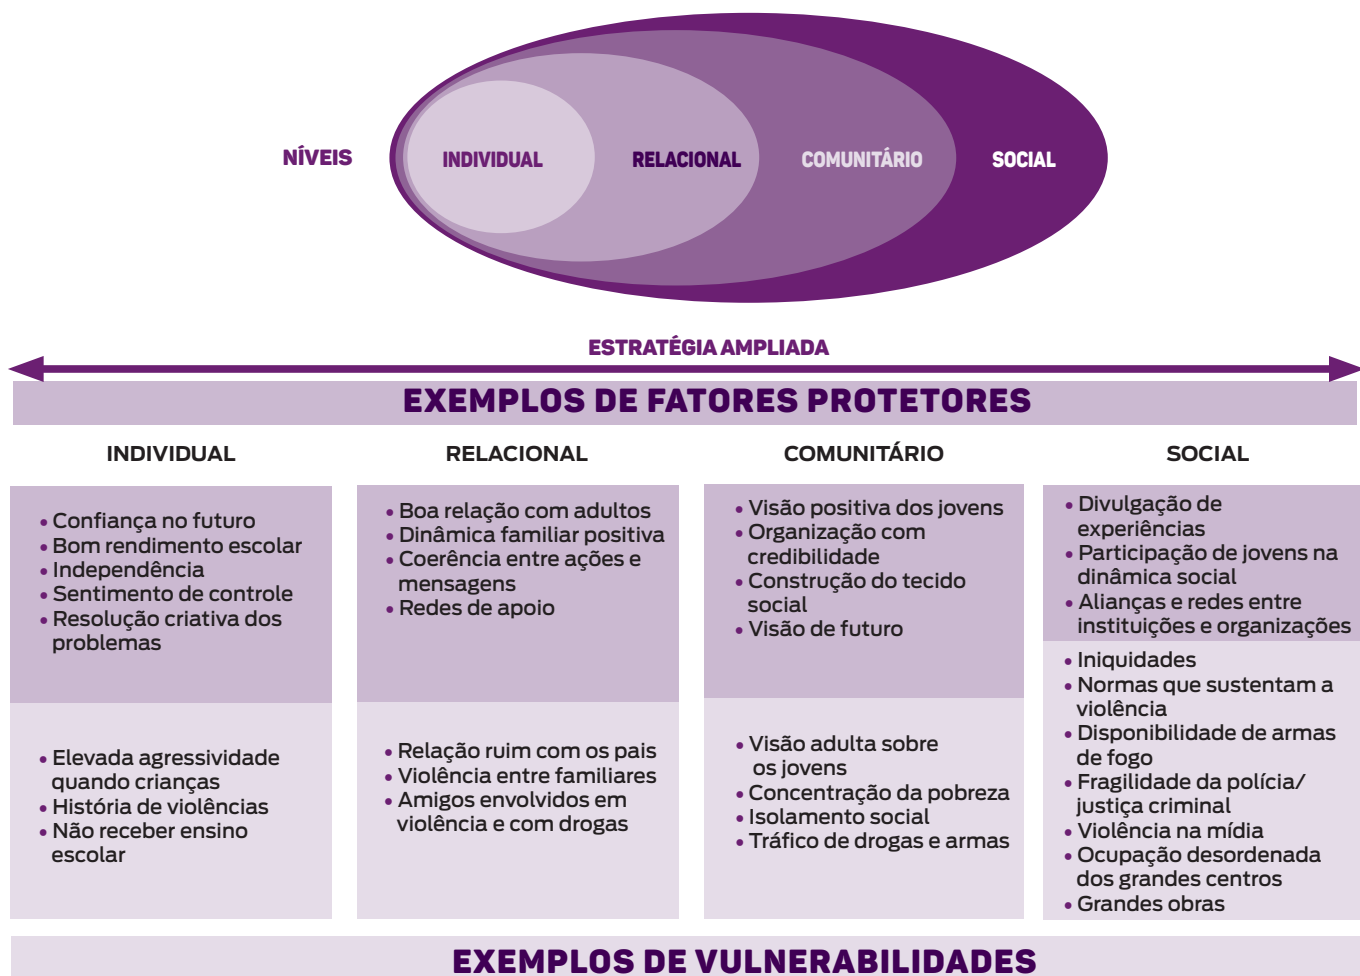 NÍVEIS
INDIVIDUAL
RELACIONAL
COMUNITÁRIO
SOCIAL
ESTRATÉGIA AMPLIADA
EXEMPLOS DE FATORES PROTETORES
INDIVIDUAL
• Confiança no futuro
• Bom rendimento escolar
• Independência
• Sentimento de controle
• Resolução criativa dos
problemas
• Elevada agressividade
quando crianças
• História de violências
• Não receber ensino
escolar
RELACIONAL
• Boa relação com adultos
• Dinâmica familiar positiva
• Coerência entre ações e
mensagens
• Redes de apoio
• Relação ruim com os pais
• Violência entre familiares
• Amigos envolvidos em
violência e com drogas
COMUNITÁRIO
• Visão positiva dos jovens
• Organização com
credibilidade
• Construção do tecido
social
• Visão de futuro
• Visão adulta sobre
os jovens
• Concentração da pobreza
• Isolamento social
• Tráfico de drogas e armas
SOCIAL
• Divulgação de
experiências
• Participação de jovens na
dinâmica social
• Alianças e redes entre
instituições e organizações
• Iniquidades
• Normas que sustentam a
violência
• Disponibilidade de armas
de fogo
• Fragilidade da polícia/
justiça criminal
• Violência na mídia
• Ocupação desordenada
dos grandes centros
• Grandes obras
EXEMPLOS DE VULNERABILIDADES